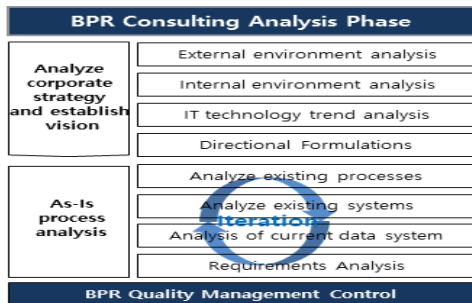 BPR Consulting Analysis Phase
Analyze
corporate
strategy
and establish
vision
External environment analysis
Internal environment analysis
IT technology trend analysis
Directional Formulations
As-Is
process
analysis
Analyze existing processes
Analyze existing systems
Iteration
Analysis of current data system
Requirements Analysis
BPR Quality Management Control